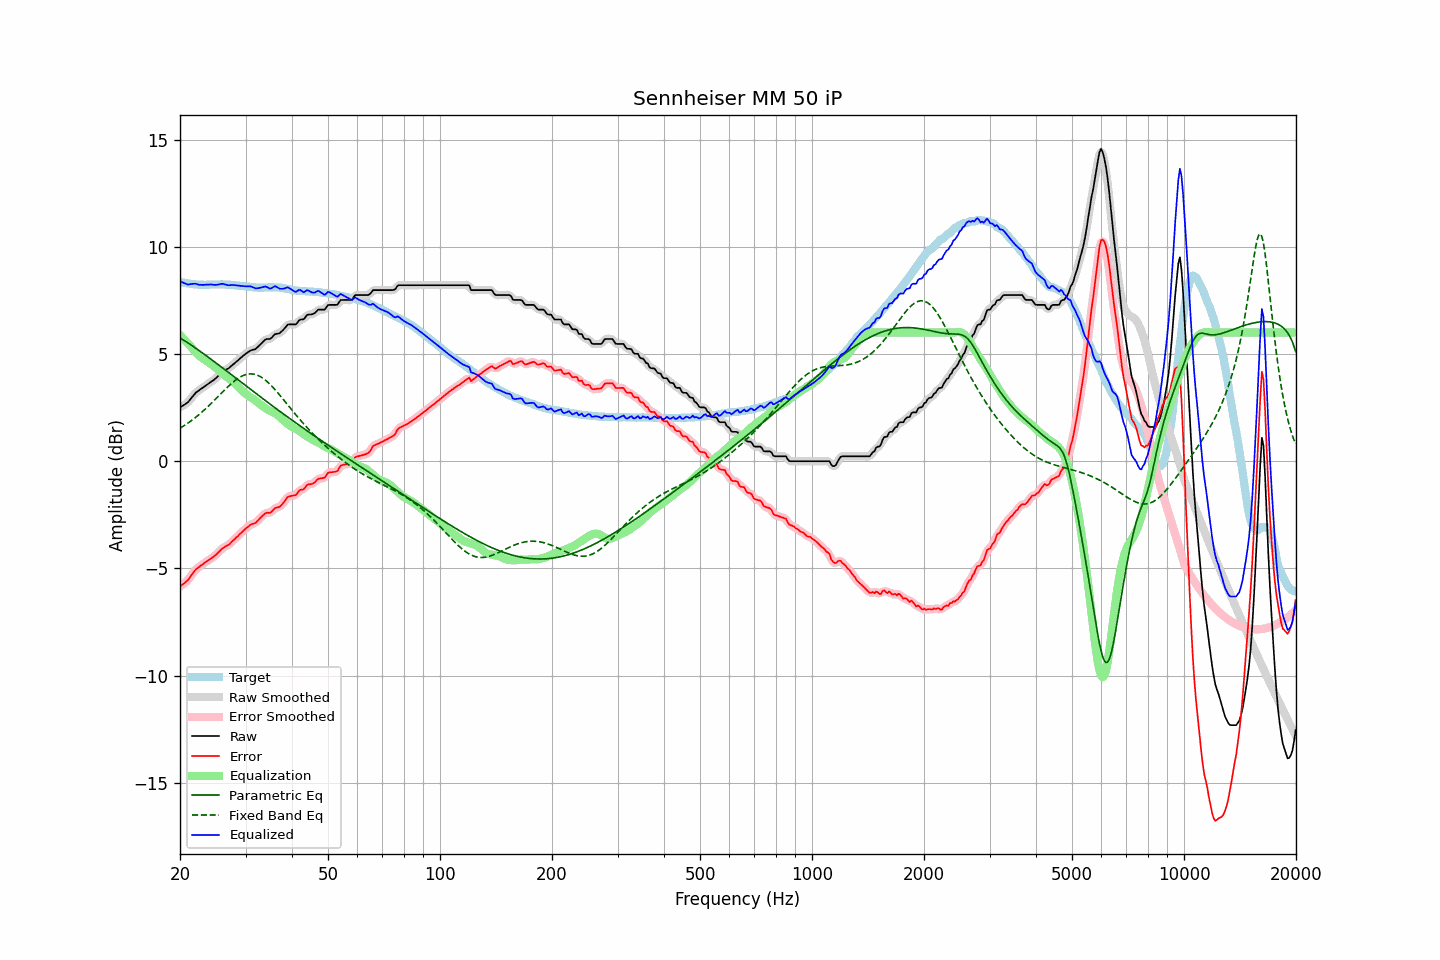 Sennheiser MM 50 iP
Amplitude (dBr)
15
10
5
0
−5
−10
−15
Target
Raw Smoothed
Error Smoothed
Raw
Error
Equalization
Parametric Eq
Fixed Band Eq
Equalized
20 50 100 200 500 1000 2000 5000 10000 20000
Frequency (Hz)